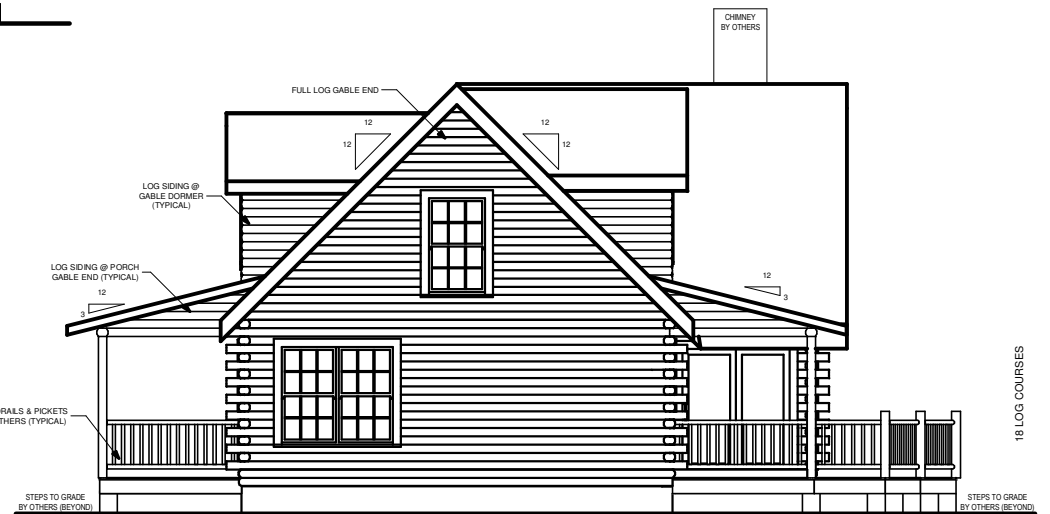 CHIMNEY
BY OTHERS
FULL LOG GABLE END
12
12
12
12
LOG SIDING @
GABLE DORMER
(TYPICAL)
LOG SIDING @ PORCH
GABLE END (TYPICAL)
12
3
12
3
18 LOG COURSES
& PICKETS
(TYPICAL)
STEPS TO GRADE
BY OTHERS (BEYOND)
STEPS TO GRADE
BY OTHERS (BEYOND)